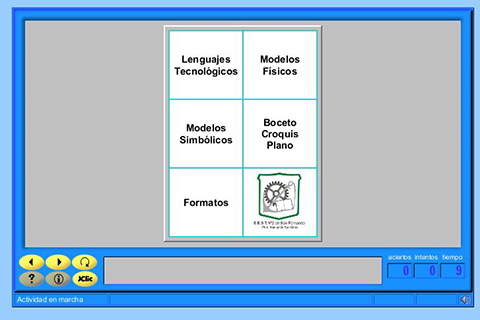 Lenguajes
Tecnológicos
Modelos
Físicos
Modelos
Simbólicos
Boceto
Croquis
Plano
Formatos
?
i
JClic
aciertos intentos tiempo
0 0 9
Actividad en marcha